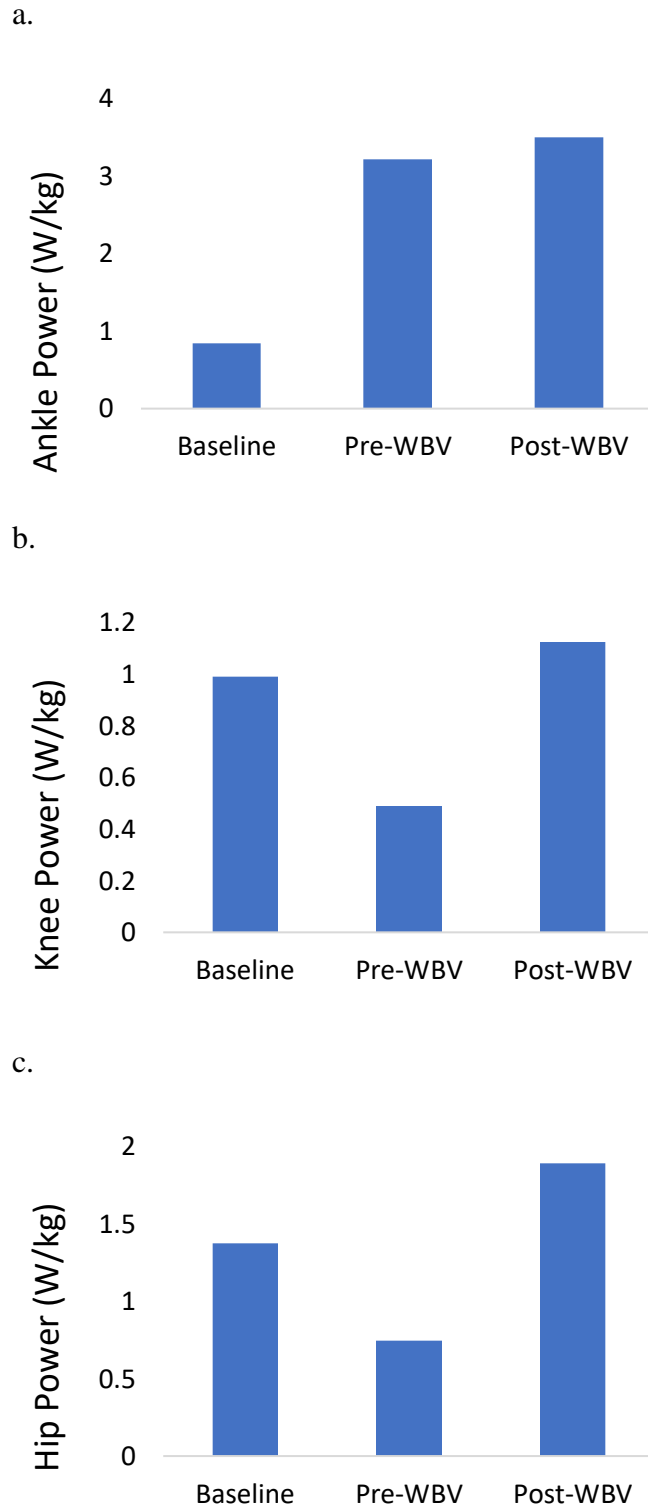 a.
Ankle Power (W/kg)
4
3
2
1
0
Baseline Pre-WBV Post-WBV
b.
Knee Power (W/kg)
1.2
1
0.8
0.6
0.4
0.2
0
Baseline Pre-WBV Post-WBV
c.
Hip Power (W/kg)
2
1.5
1
0.5
0
Baseline Pre-WBV Post-WBV